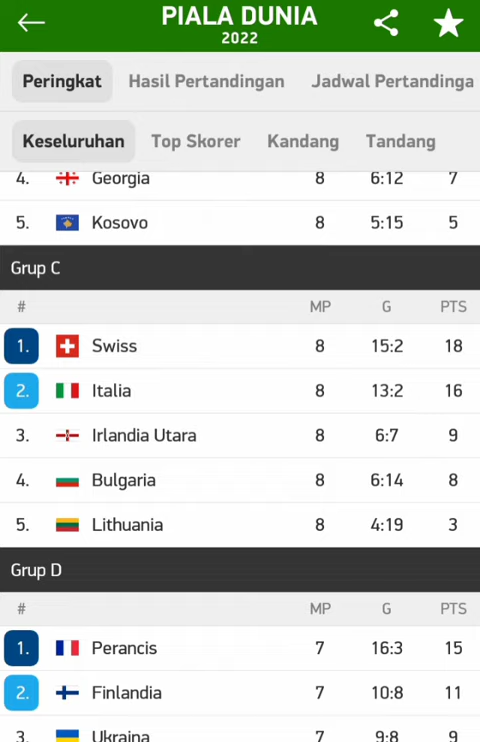 PIALA DUNIA
2022
Peringkat Hasil Pertandingan Jadwal Pertandinga
Keseluruhan Top Skorer Kandang Tandang
4. Georgia 8 6:12 7
5. Kosovo 8 5:15 5
Grup C
# MP G PTS
1. Swiss 8 15:2 18
2. Italia 8 13:2 16
3. Irlandia Utara 8 6:7 9
4. Bulgaria 8 6:14 8
5. Lithuania 8 4:19 3
Grup D
# MP G PTS
1. Perancis 7 16:3 15
2. Finlandia 7 10:8 11
3. Ukraina 7 9:8 9